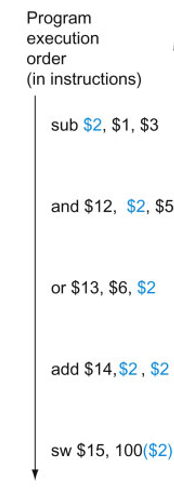 Program
execution
order
(in instructions)
sub $2, $1, $3
and $12, $2, $5
or $13, $6, $2
add $14,$2 , $2
sw $15, 100($2)